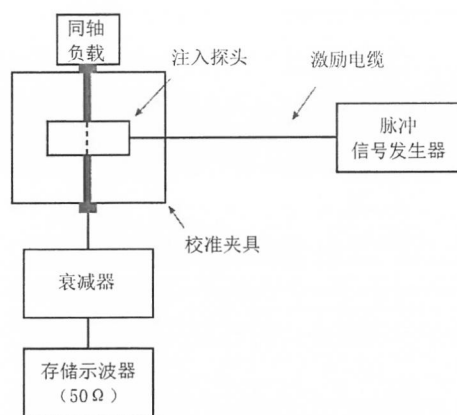 同轴
负载
注入探头
激励电缆
脉冲
信号发生器
校准夹具
衰减器
存储示波器
（50Ω）